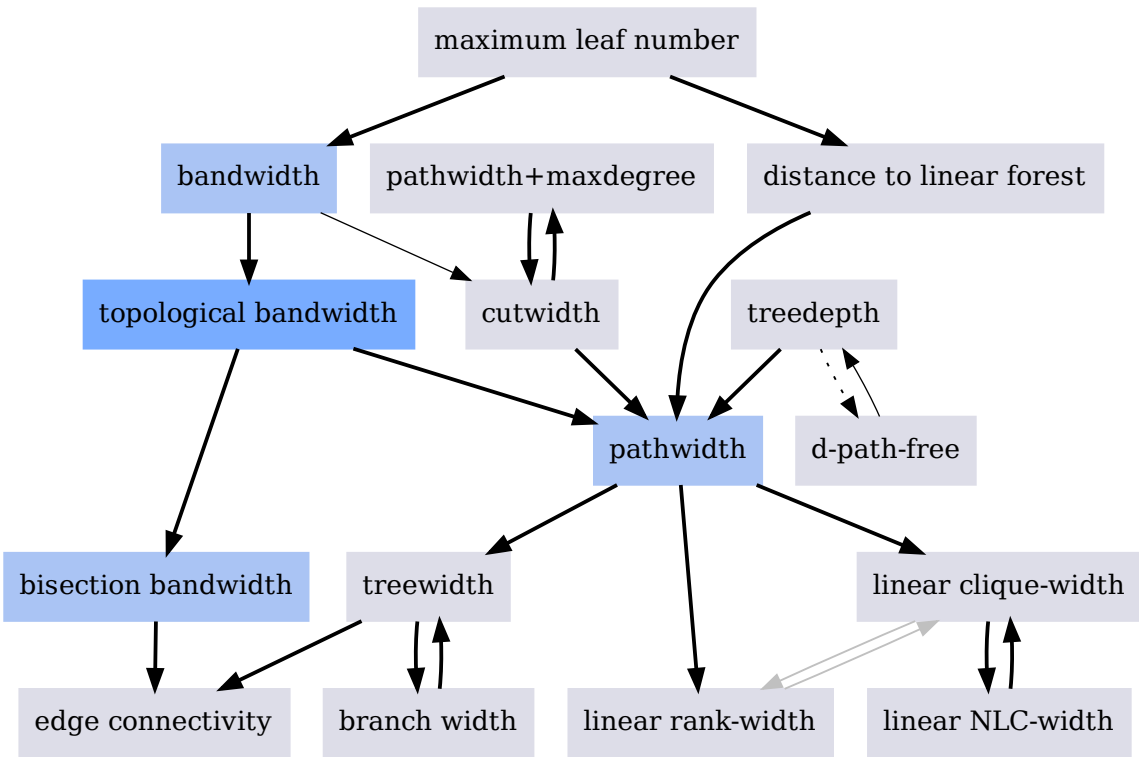 maximum leaf number
bandwidth
pathwidth+maxdegree
distance to linear forest
topological bandwidth
cutwidth
treedepth
pathwidth
d-path-free
bisection bandwidth
treewidth
linear clique-width
edge connectivity
branch width
linear rank-width
linear NLC-width